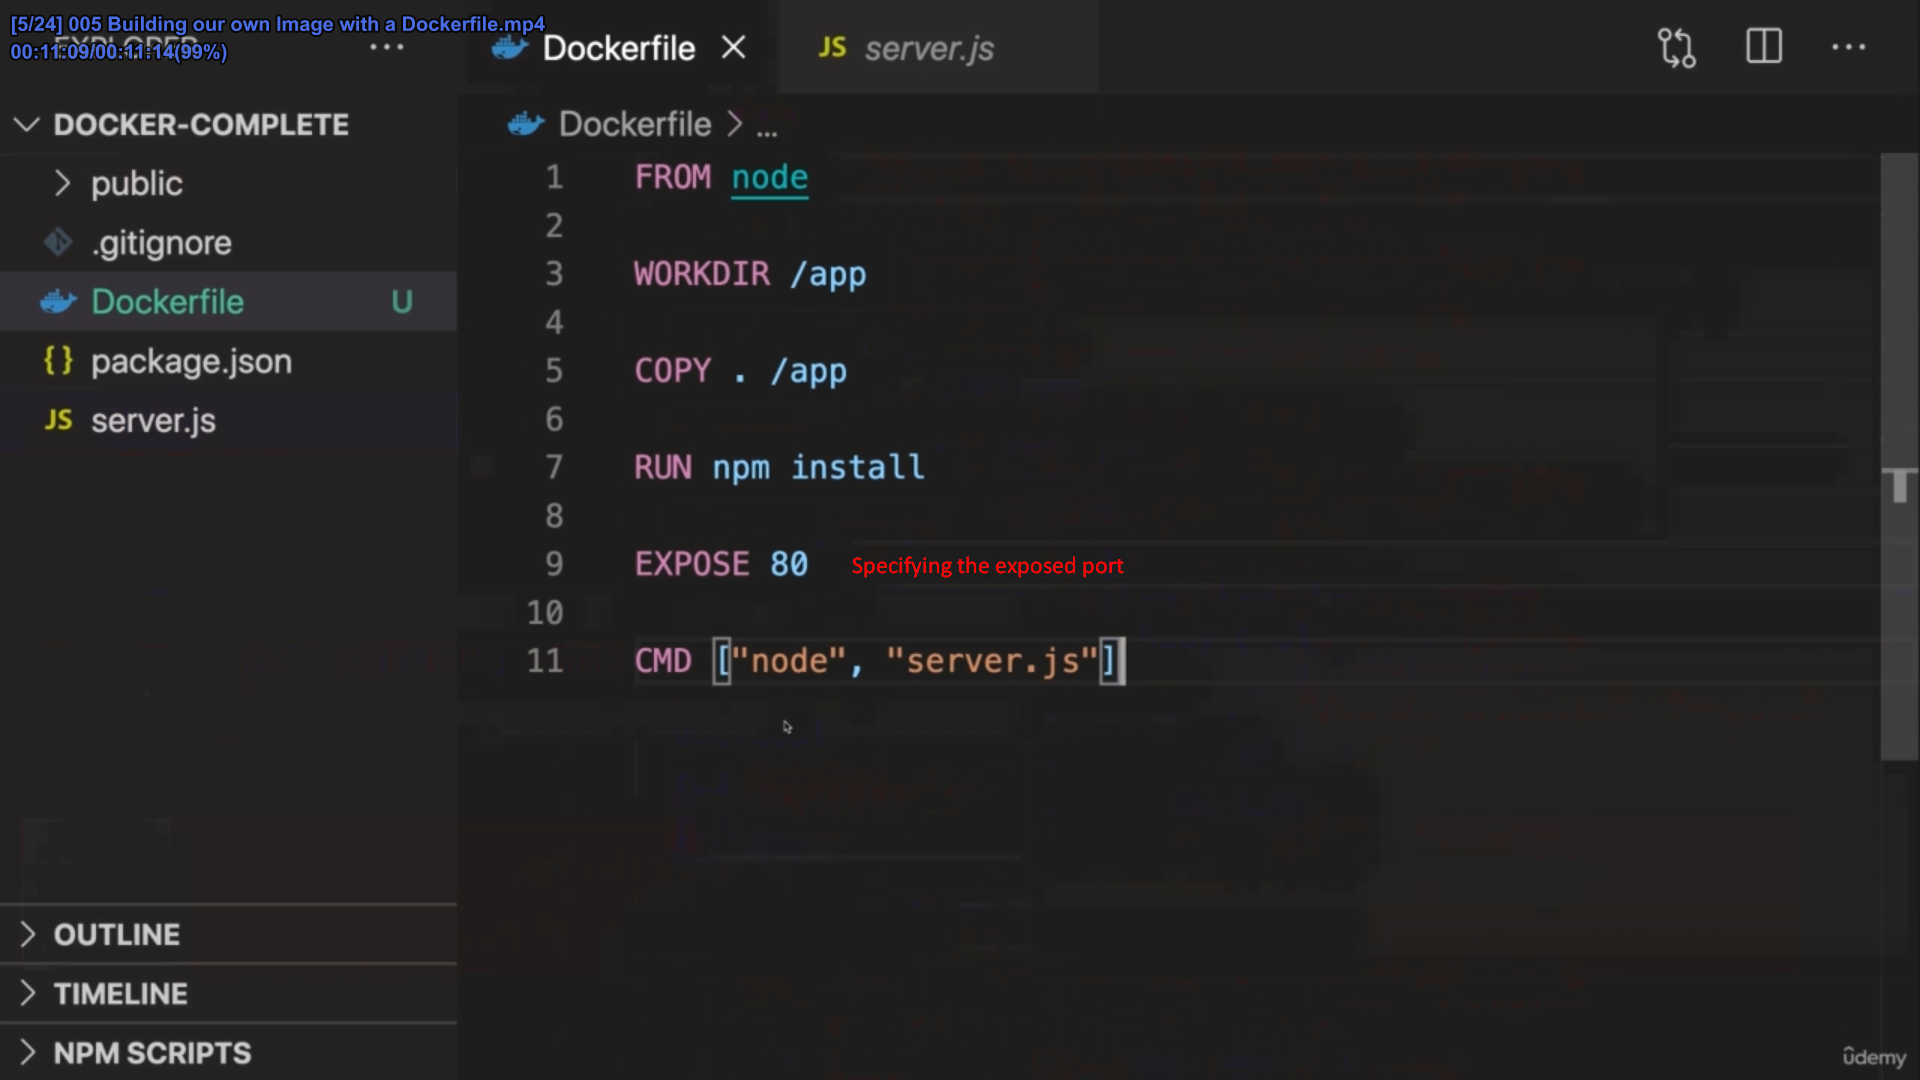 [5/24] 005 Building our own Image with a Dockerfile.mp4
00:11:09/00:11:14(99%)
EXPLORER
...
Dockerfile
JS server.js
...
DOCKER-COMPLETE
public
.gitignore
Dockerfile U
{} package.json
JS server.js
OUTLINE
TIMELINE
NPM SCRIPTS
Dockerfile > ...
1 FROM node
2
3 WORKDIR /app
4
5 COPY . /app
6
7 RUN npm install
8
9 EXPOSE 80 Specifying the exposed port
10
11 CMD ["node", "server.js"]
ûdemy